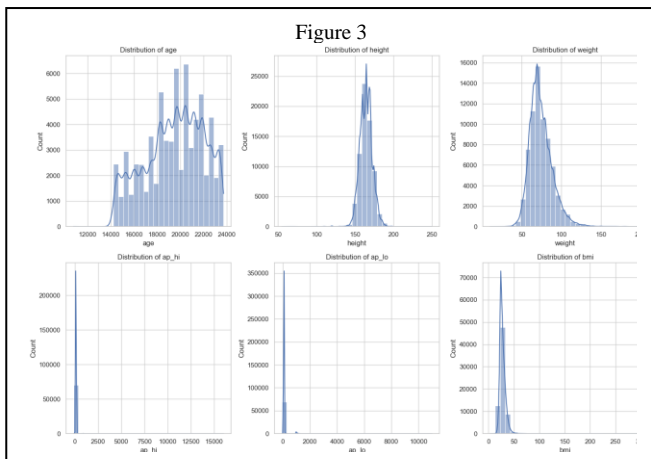 Figure 3
Distribution of age
Count
6000
5000
4000
3000
2000
1000
0
12000 14000 16000 18000 20000 22000 24000
age
Distribution of height
Count
25000
20000
15000
10000
5000
0
50 100 150 200 250
height
Distribution of weight
Count
16000
14000
12000
10000
8000
6000
4000
2000
0
50 100 150
weight
Distribution of ap_hi
Count
200000
150000
100000
50000
0
0 2500 5000 7500 10000 12500 15000
ap_hi
Distribution of ap_lo
Count
350000
300000
250000
200000
150000
100000
50000
0
0 2000 4000 6000 8000 10000
ap_lo
Distribution of bmi
Count
70000
60000
50000
40000
30000
20000
10000
0
0 50 100 150 200 250
bmi